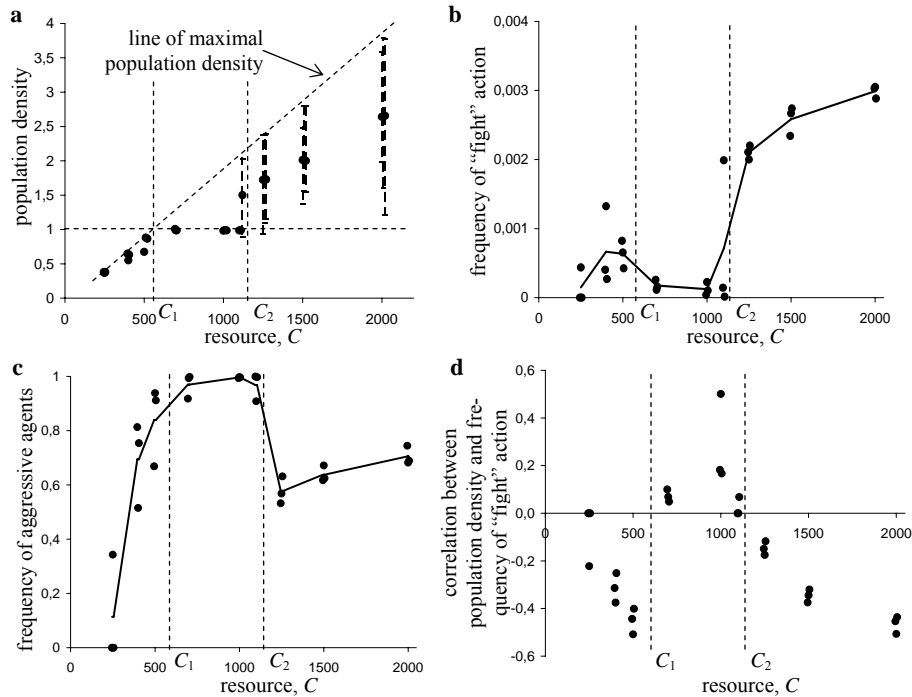 a
4
3,5
3
2,5
2
1,5
1
0,5
0
line of maximal
population density
population density
0
500
1000
1500
2000
C1
C2
resource, C
b
0,004
0,003
0,002
0,001
0
frequency of “fight” action
0
500
1000
1500
2000
C1
C2
resource, C
c
1
0,8
0,6
0,4
0,2
0
frequency of aggressive agents
0
500
1000
1500
2000
C1
C2
resource, C
d
0,6
0,4
0,2
0,0
-0,2
-0,4
-0,6
correlation between
population density and fre-
quency of “fight” action
0
500
1000
1500
2000
C1
C2
resource, C